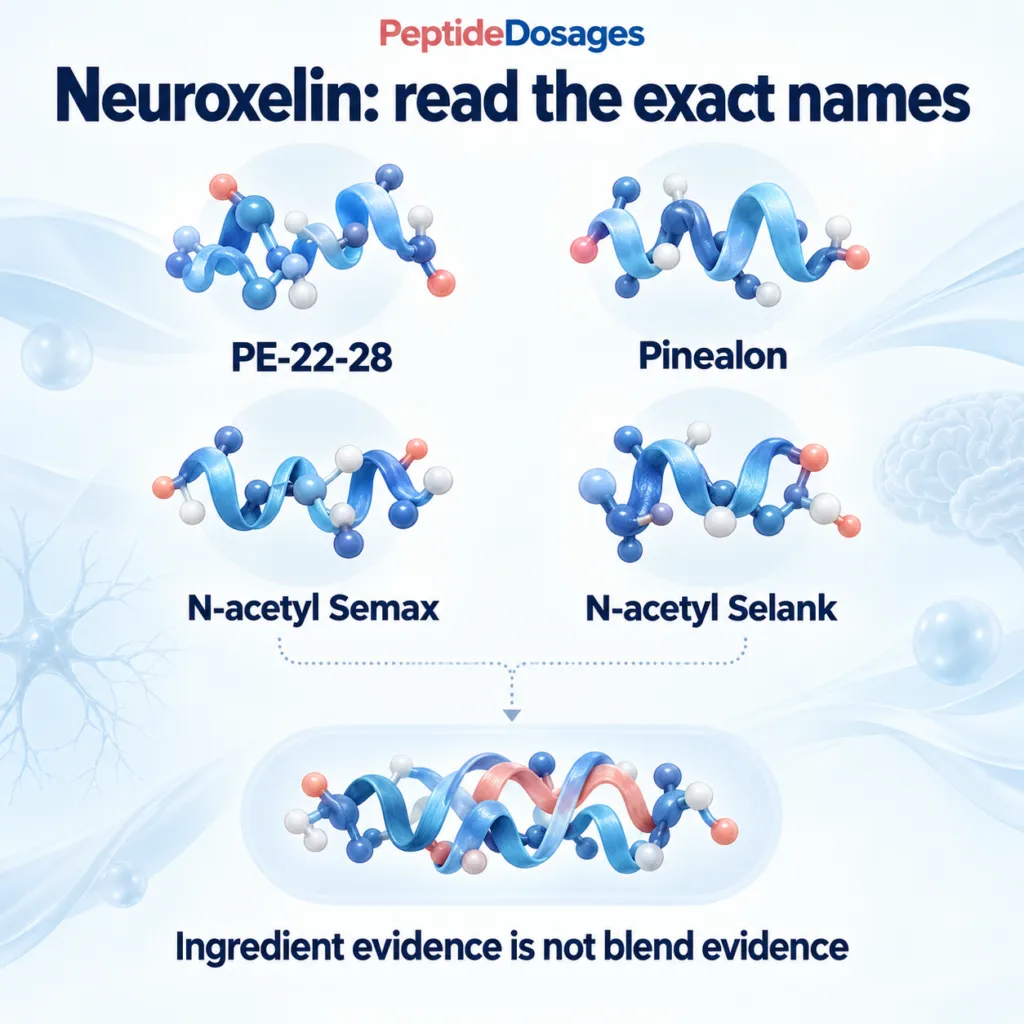 PeptideDosages
Neuroxelin: read the exact names
PE-22-28
Pinealon
N-acetyl Semax
N-acetyl Selank
Ingredient evidence is not blend evidence